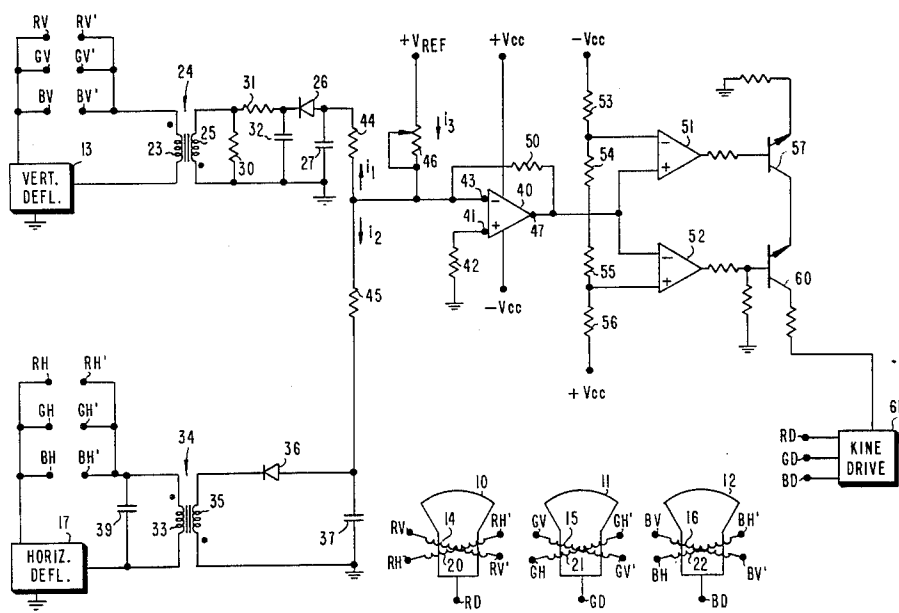 RV RV'
GV GV'
BV BV'
24
31
26
23
25
30
32
27
44
13
VERT.
DEFL.
+V REF
i3
46
i1
i2
45
+Vcc
50
43
40
41
47
42
-Vcc
-Vcc
53
54
55
56
+Vcc
51
52
57
60
61
KINE
DRIVE
RD
GD
BD
RH RH'
GH GH'
BH BH'
34
36
39
33
35
37
17
HORIZ.
DEFL.
10
RV 14 RH'
RH 20 RV'
RD
11
GV 15 GH'
GH 21 GV'
GD
12
BV 16 BH'
BH 22 BV'
BD